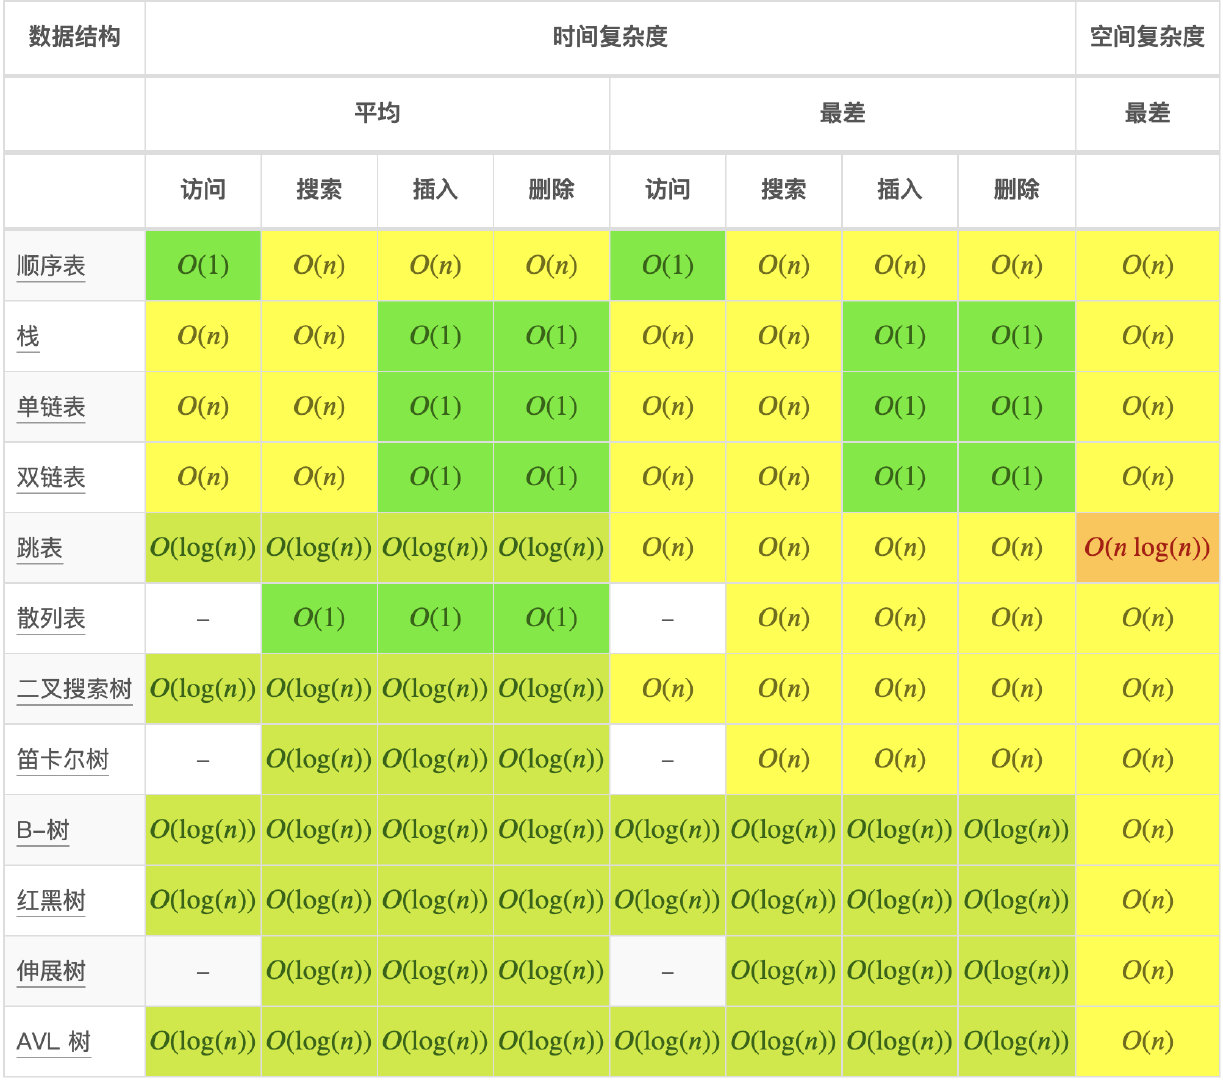 数据结构 时间复杂度 空间复杂度
平均 最差 最差
访问 搜索 插入 删除 访问 搜索 插入 删除
顺序表 O(1) O(n) O(n) O(n) O(1) O(n) O(n) O(n) O(n)
栈 O(n) O(n) O(1) O(1) O(n) O(n) O(1) O(1) O(n)
单链表 O(n) O(n) O(1) O(1) O(n) O(n) O(1) O(1) O(n)
双链表 O(n) O(n) O(1) O(1) O(n) O(n) O(1) O(1) O(n)
跳表 O(log(n)) O(log(n)) O(log(n)) O(log(n)) O(n) O(n) O(n) O(n) O(n log(n))
散列表 – O(1) O(1) O(1) – O(n) O(n) O(n) O(n)
二叉搜索树 O(log(n)) O(log(n)) O(log(n)) O(log(n)) O(n) O(n) O(n) O(n) O(n)
笛卡尔树 – O(log(n)) O(log(n)) O(log(n)) – O(n) O(n) O(n) O(n)
B–树 O(log(n)) O(log(n)) O(log(n)) O(log(n)) O(log(n)) O(log(n)) O(log(n)) O(log(n)) O(n)
红黑树 O(log(n)) O(log(n)) O(log(n)) O(log(n)) O(log(n)) O(log(n)) O(log(n)) O(log(n)) O(n)
伸展树 – O(log(n)) O(log(n)) O(log(n)) – O(log(n)) O(log(n)) O(log(n)) O(n)
AVL 树 O(log(n)) O(log(n)) O(log(n)) O(log(n)) O(log(n)) O(log(n)) O(log(n)) O(log(n)) O(n)